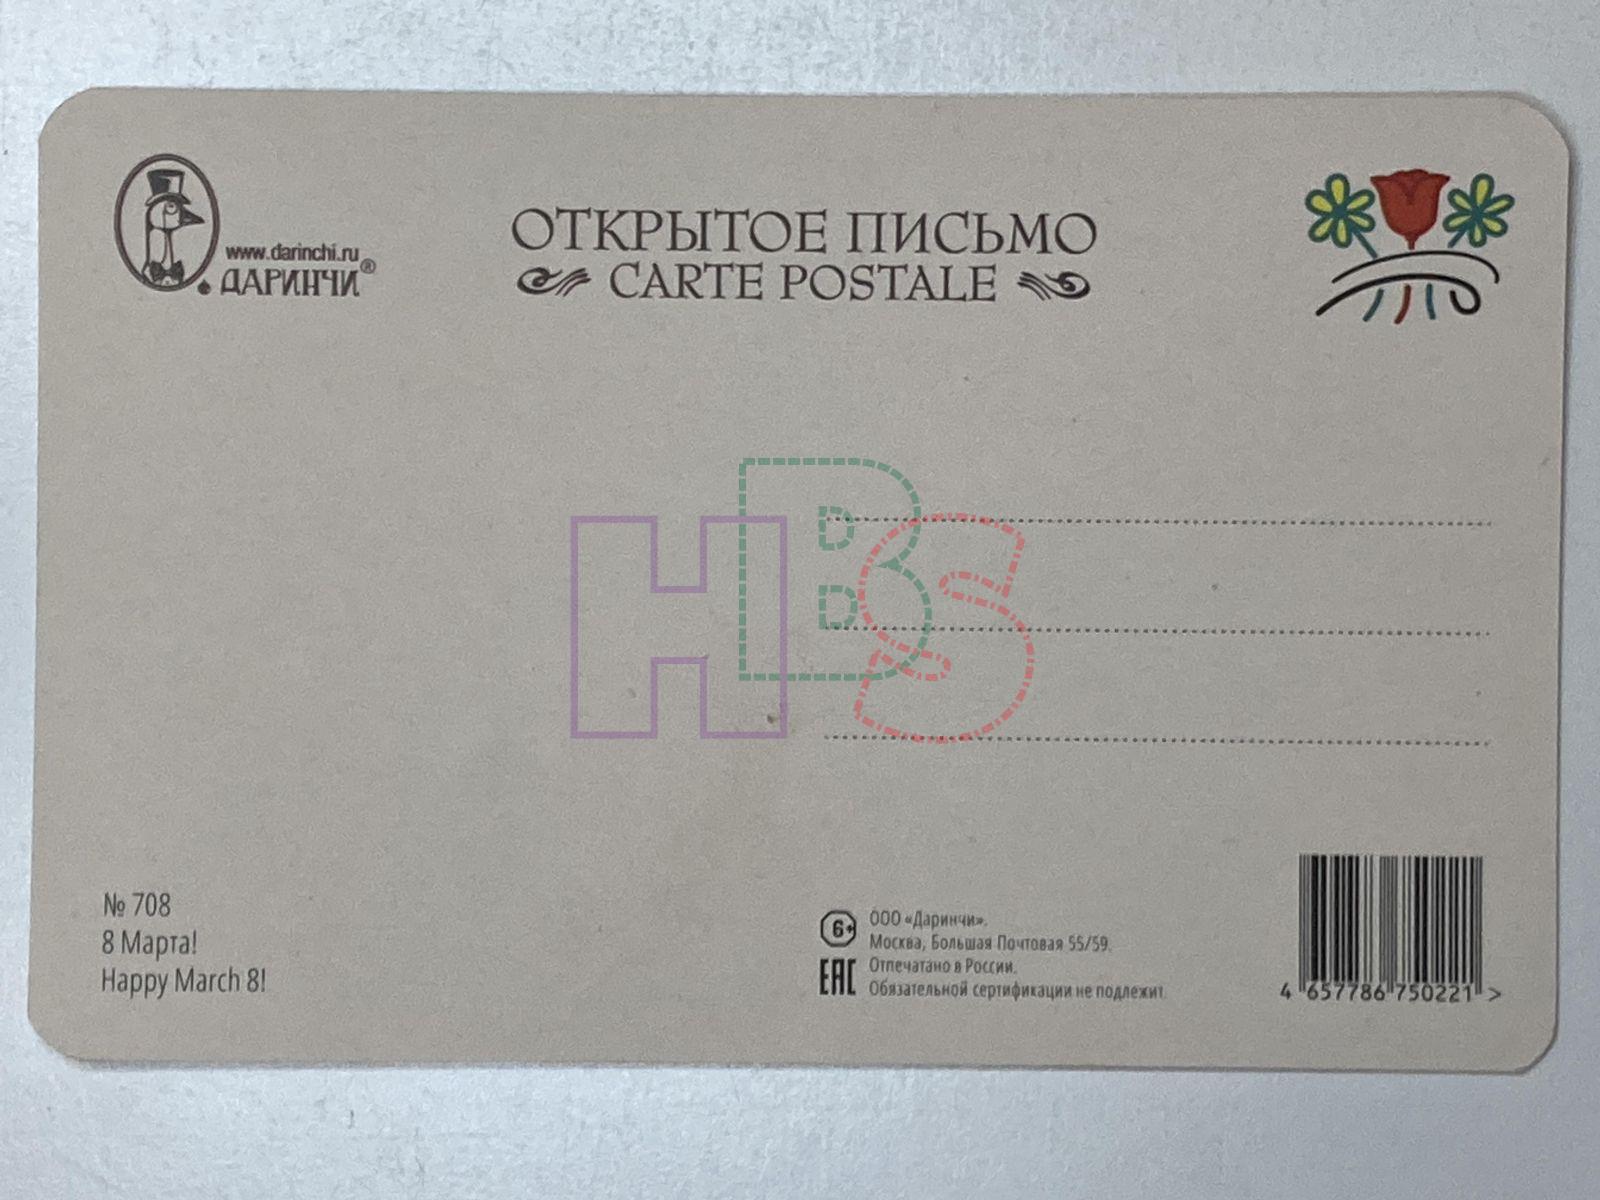 www.darinchi.ru
ДАРИНЧИ®
ОТКРЫТОЕ ПИСЬМО
CARTE POSTALE
HBS
№ 708
8 Марта!
Happy March 8!
6+
ООО «Даринчи».
Москва, Большая Почтовая 55/59.
EAC
Отпечатано в России.
Обязательной сертификации не подлежит.
4 657786 750221 >